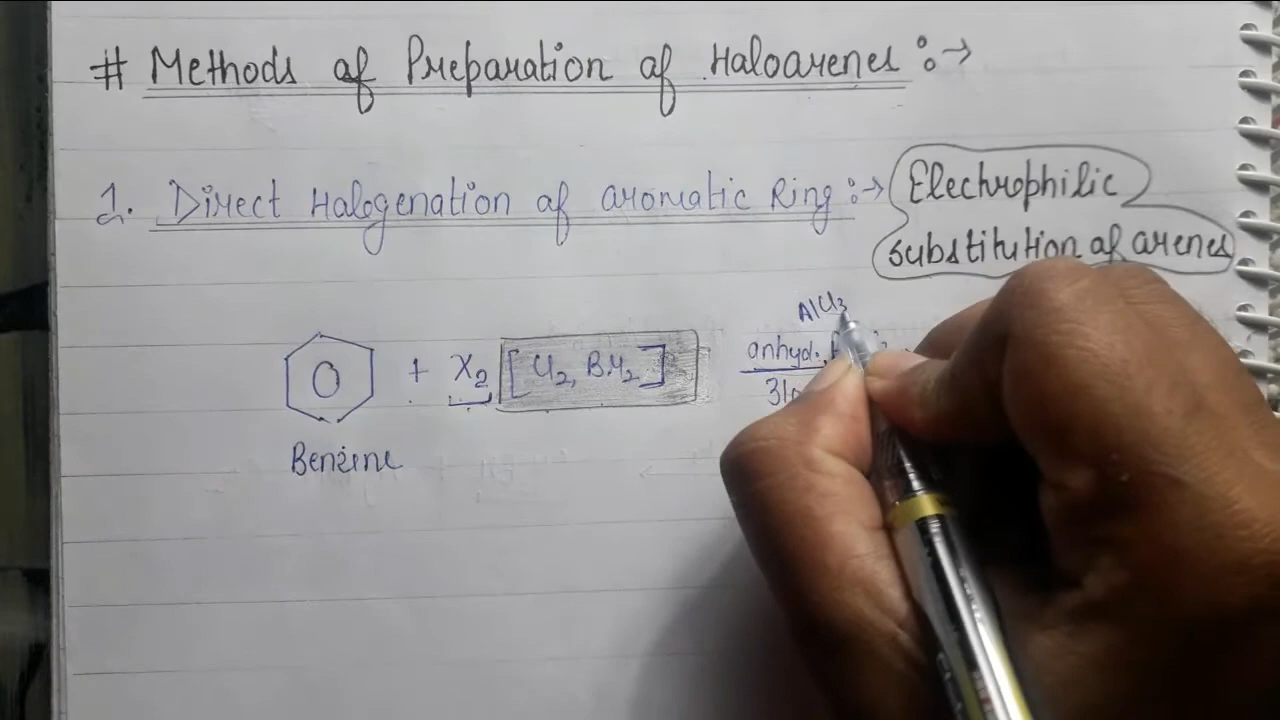 # Methods of Preparation of Haloarenes :→
1. Direct Halogenation of aromatic Ring :→ Electrophilic
substitution of arenes
AlCl3
+ X2 [Cl2, Br2] anhyd.
Benzene